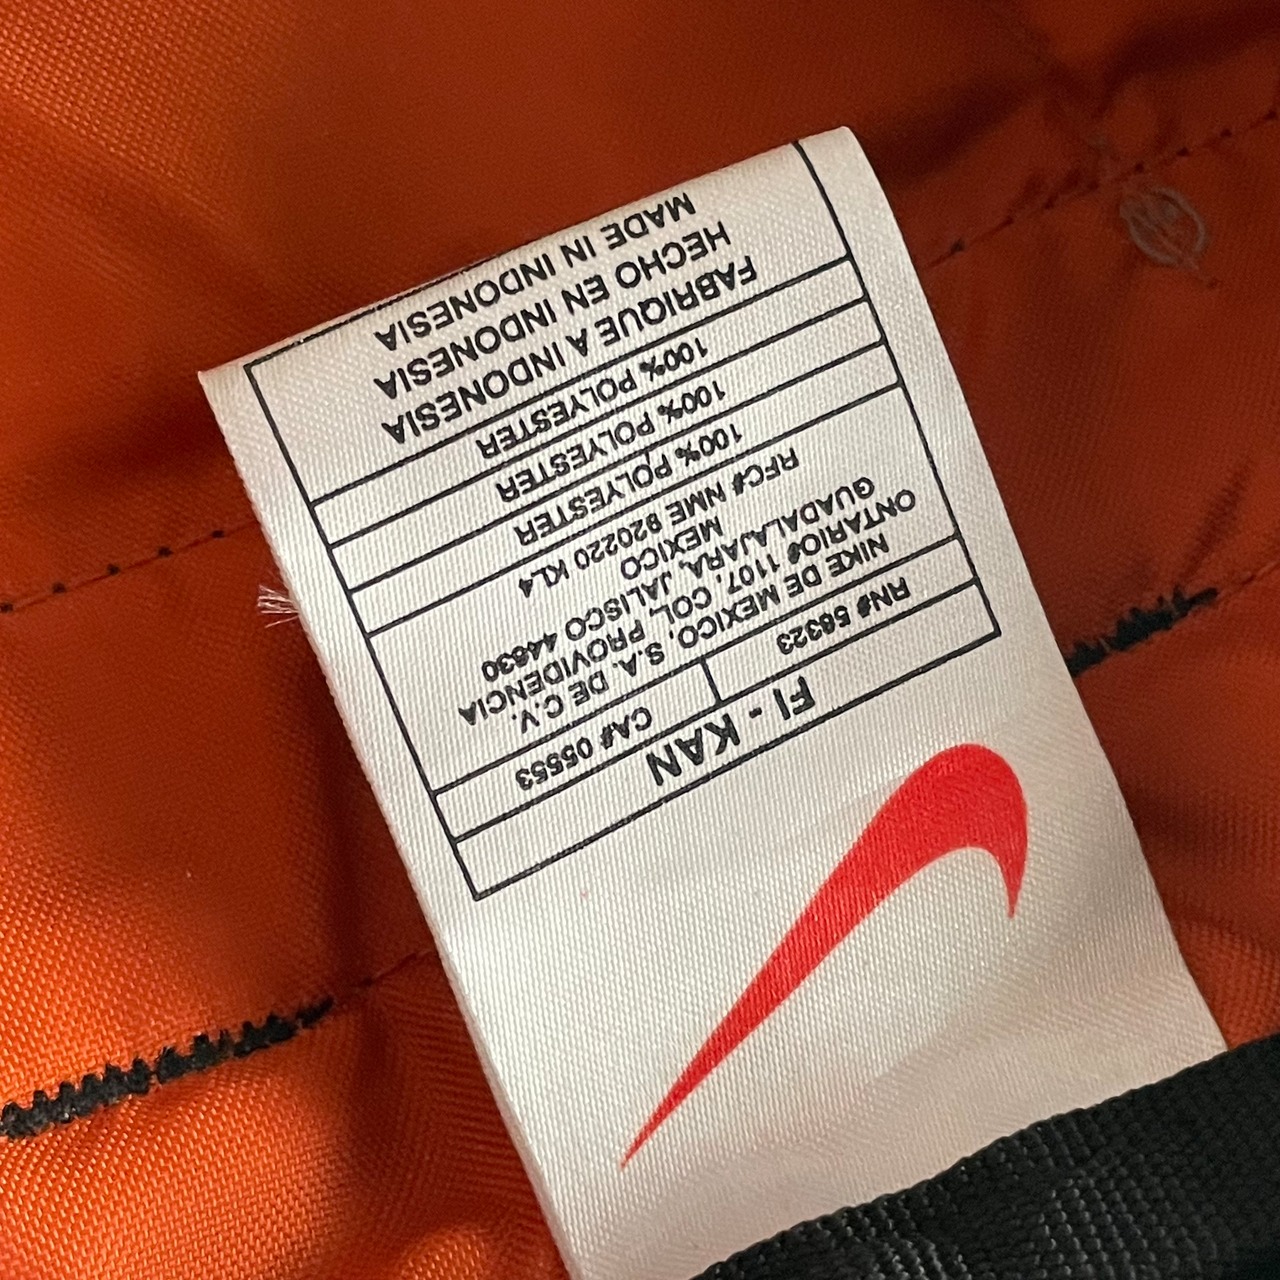 FI - KAN
RN# 56323 CA# 05553
NIKE DE MEXICO, S.A. DE C.V.
ONTARIO# 1107, COL. PROVIDENCIA
GUADALAJARA, JALISCO 44630
MEXICO
RFC# NME 920220 KL4
100% POLYESTER
100% POLYESTER
100% POLYESTER
FABRIQUE A INDONESIA
HECHO EN INDONESIA
MADE IN INDONESIA